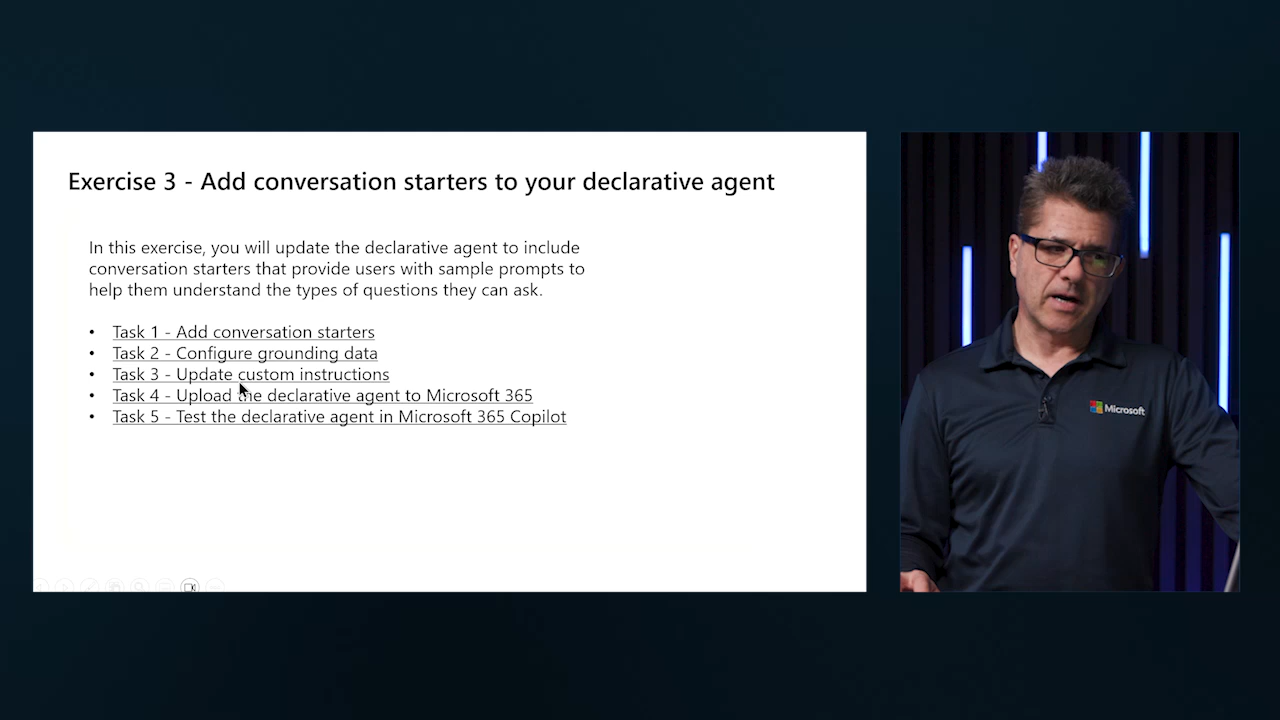 Exercise 3 - Add conversation starters to your declarative agent
In this exercise, you will update the declarative agent to include
conversation starters that provide users with sample prompts to
help them understand the types of questions they can ask.
• Task 1 - Add conversation starters
• Task 2 - Configure grounding data
• Task 3 - Update custom instructions
• Task 4 - Upload the declarative agent to Microsoft 365
• Task 5 - Test the declarative agent in Microsoft 365 Copilot
Microsoft